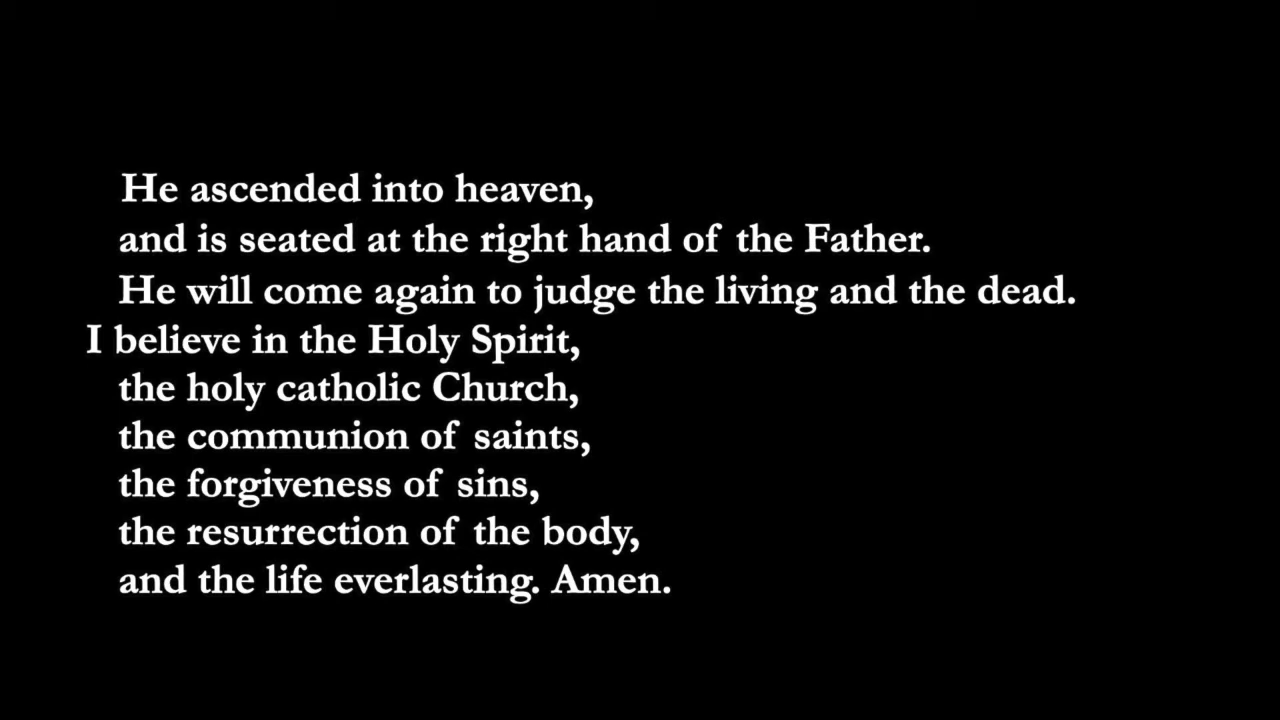 He ascended into heaven,
and is seated at the right hand of the Father.
He will come again to judge the living and the dead.
I believe in the Holy Spirit,
the holy catholic Church,
the communion of saints,
the forgiveness of sins,
the resurrection of the body,
and the life everlasting. Amen.